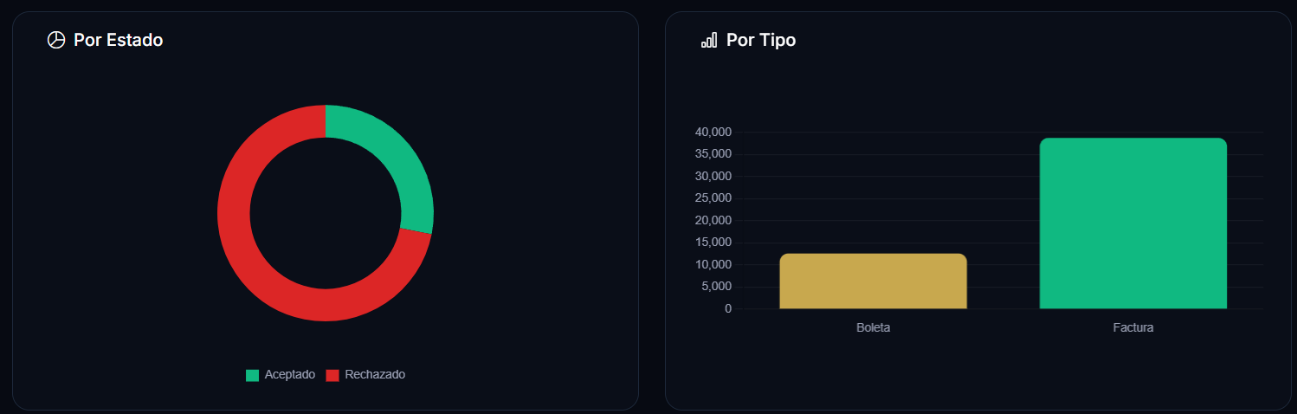 Por Estado
Aceptado Rechazado
Por Tipo
40,000
35,000
30,000
25,000
20,000
15,000
10,000
5,000
0
Boleta Factura